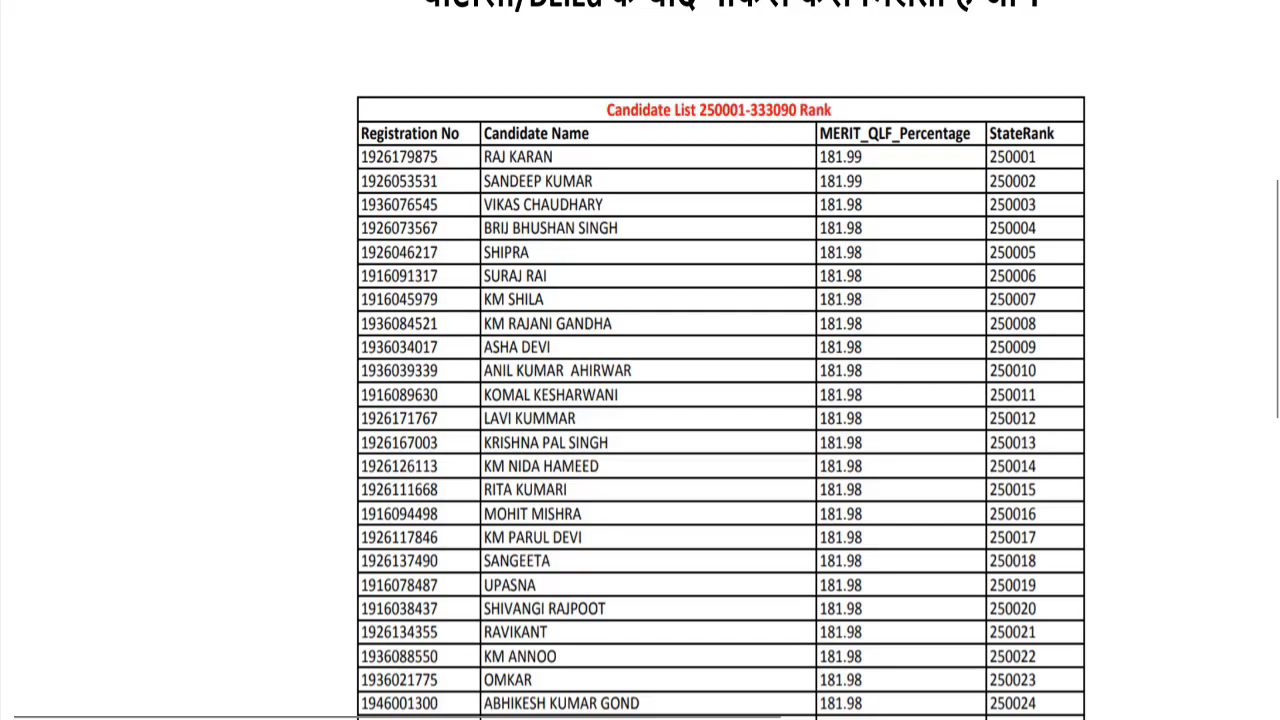 Candidate List 250001-333090 Rank
Registration No Candidate Name MERIT_QLF_Percentage StateRank
1926179875 RAJ KARAN 181.99 250001
1926053531 SANDEEP KUMAR 181.99 250002
1936076545 VIKAS CHAUDHARY 181.98 250003
1926073567 BRIJ BHUSHAN SINGH 181.98 250004
1926046217 SHIPRA 181.98 250005
1916091317 SURAJ RAI 181.98 250006
1916045979 KM SHILA 181.98 250007
1936084521 KM RAJANI GANDHA 181.98 250008
1936034017 ASHA DEVI 181.98 250009
1936039339 ANIL KUMAR  AHIRWAR 181.98 250010
1916089630 KOMAL KESHARWANI 181.98 250011
1926171767 LAVI KUMMAR 181.98 250012
1926167003 KRISHNA PAL SINGH 181.98 250013
1926126113 KM NIDA HAMEED 181.98 250014
1926111668 RITA KUMARI 181.98 250015
1916094498 MOHIT MISHRA 181.98 250016
1926117846 KM PARUL DEVI 181.98 250017
1926137490 SANGEETA 181.98 250018
1916078487 UPASNA 181.98 250019
1916038437 SHIVANGI RAJPOOT 181.98 250020
1926134355 RAVIKANT 181.98 250021
1936088550 KM ANNOO 181.98 250022
1936021775 OMKAR 181.98 250023
1946001300 ABHIKESH KUMAR GOND 181.98 250024